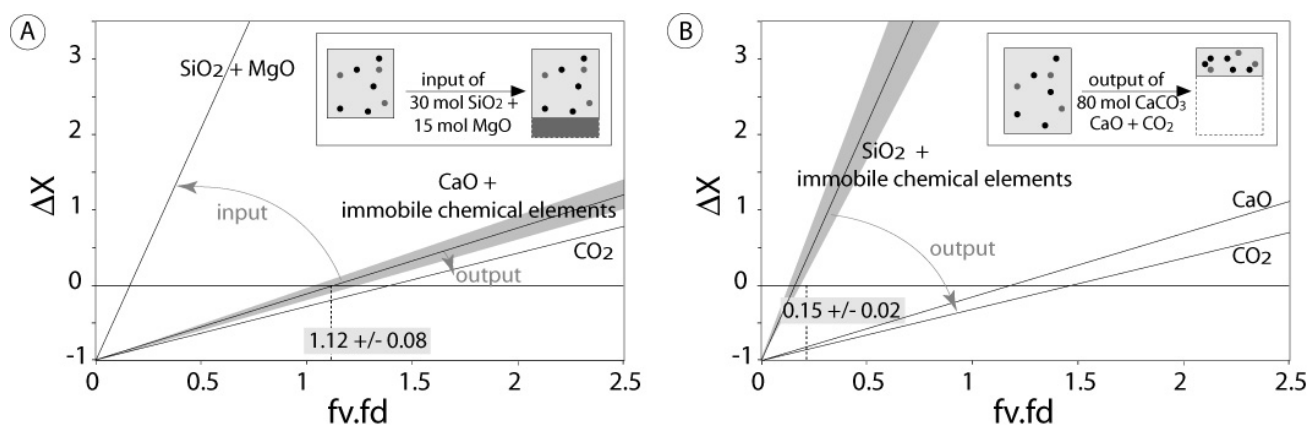 A
ΔX
3
2
1
0
-1
SiO2 + MgO
input of
30 mol SiO2 +
15 mol MgO
CaO +
immobile chemical elements
input
CO2
output
1.12 +/- 0.08
0
0.5
1
1.5
2
2.5
fv.fd
B
ΔX
3
2
1
0
-1
output of
80 mol CaCO3
CaO + CO2
SiO2 +
immobile chemical elements
CaO
output
CO2
0.15 +/- 0.02
0
0.5
1
1.5
2
2.5
fv.fd